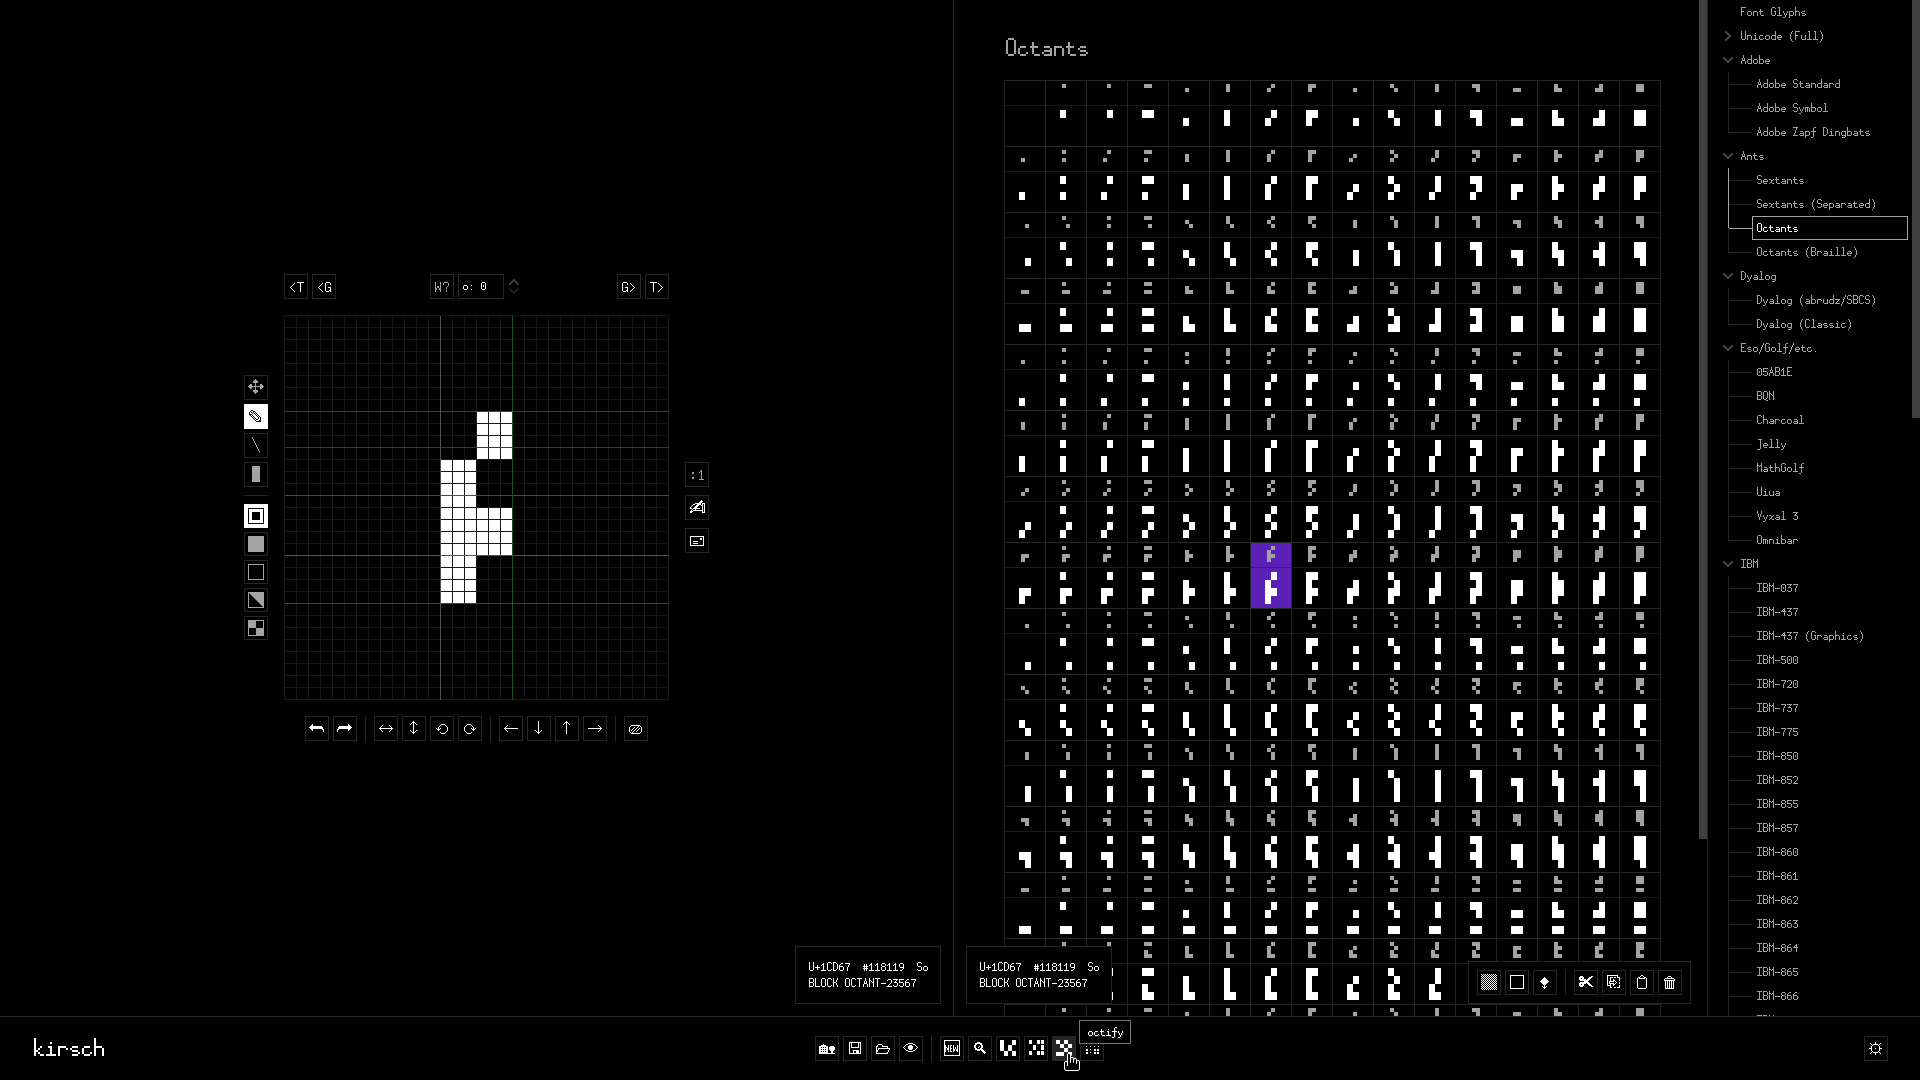 Octants
<T
<G
W?
o: 0
G>
T>
:1
U+1CD67 #118119 So
BLOCK OCTANT-23567
U+1CD67 #118119 So
BLOCK OCTANT-23567
Font Glyphs
Unicode (Full)
Adobe
Adobe Standard
Adobe Symbol
Adobe Zapf Dingbats
Ants
Sextants
Sextants (Separated)
Octants
Octants (Braille)
Dyalog
Dyalog (abrudz/SBCS)
Dyalog (Classic)
Eso/Golf/etc.
05AB1E
BQN
Charcoal
Jelly
MathGolf
Uiua
Vyxal 3
Omnibar
IBM
IBM-037
IBM-437
IBM-437 (Graphics)
IBM-500
IBM-720
IBM-737
IBM-775
IBM-850
IBM-852
IBM-855
IBM-857
IBM-860
IBM-861
IBM-862
IBM-863
IBM-864
IBM-865
IBM-866
octify
kirsch
NEW